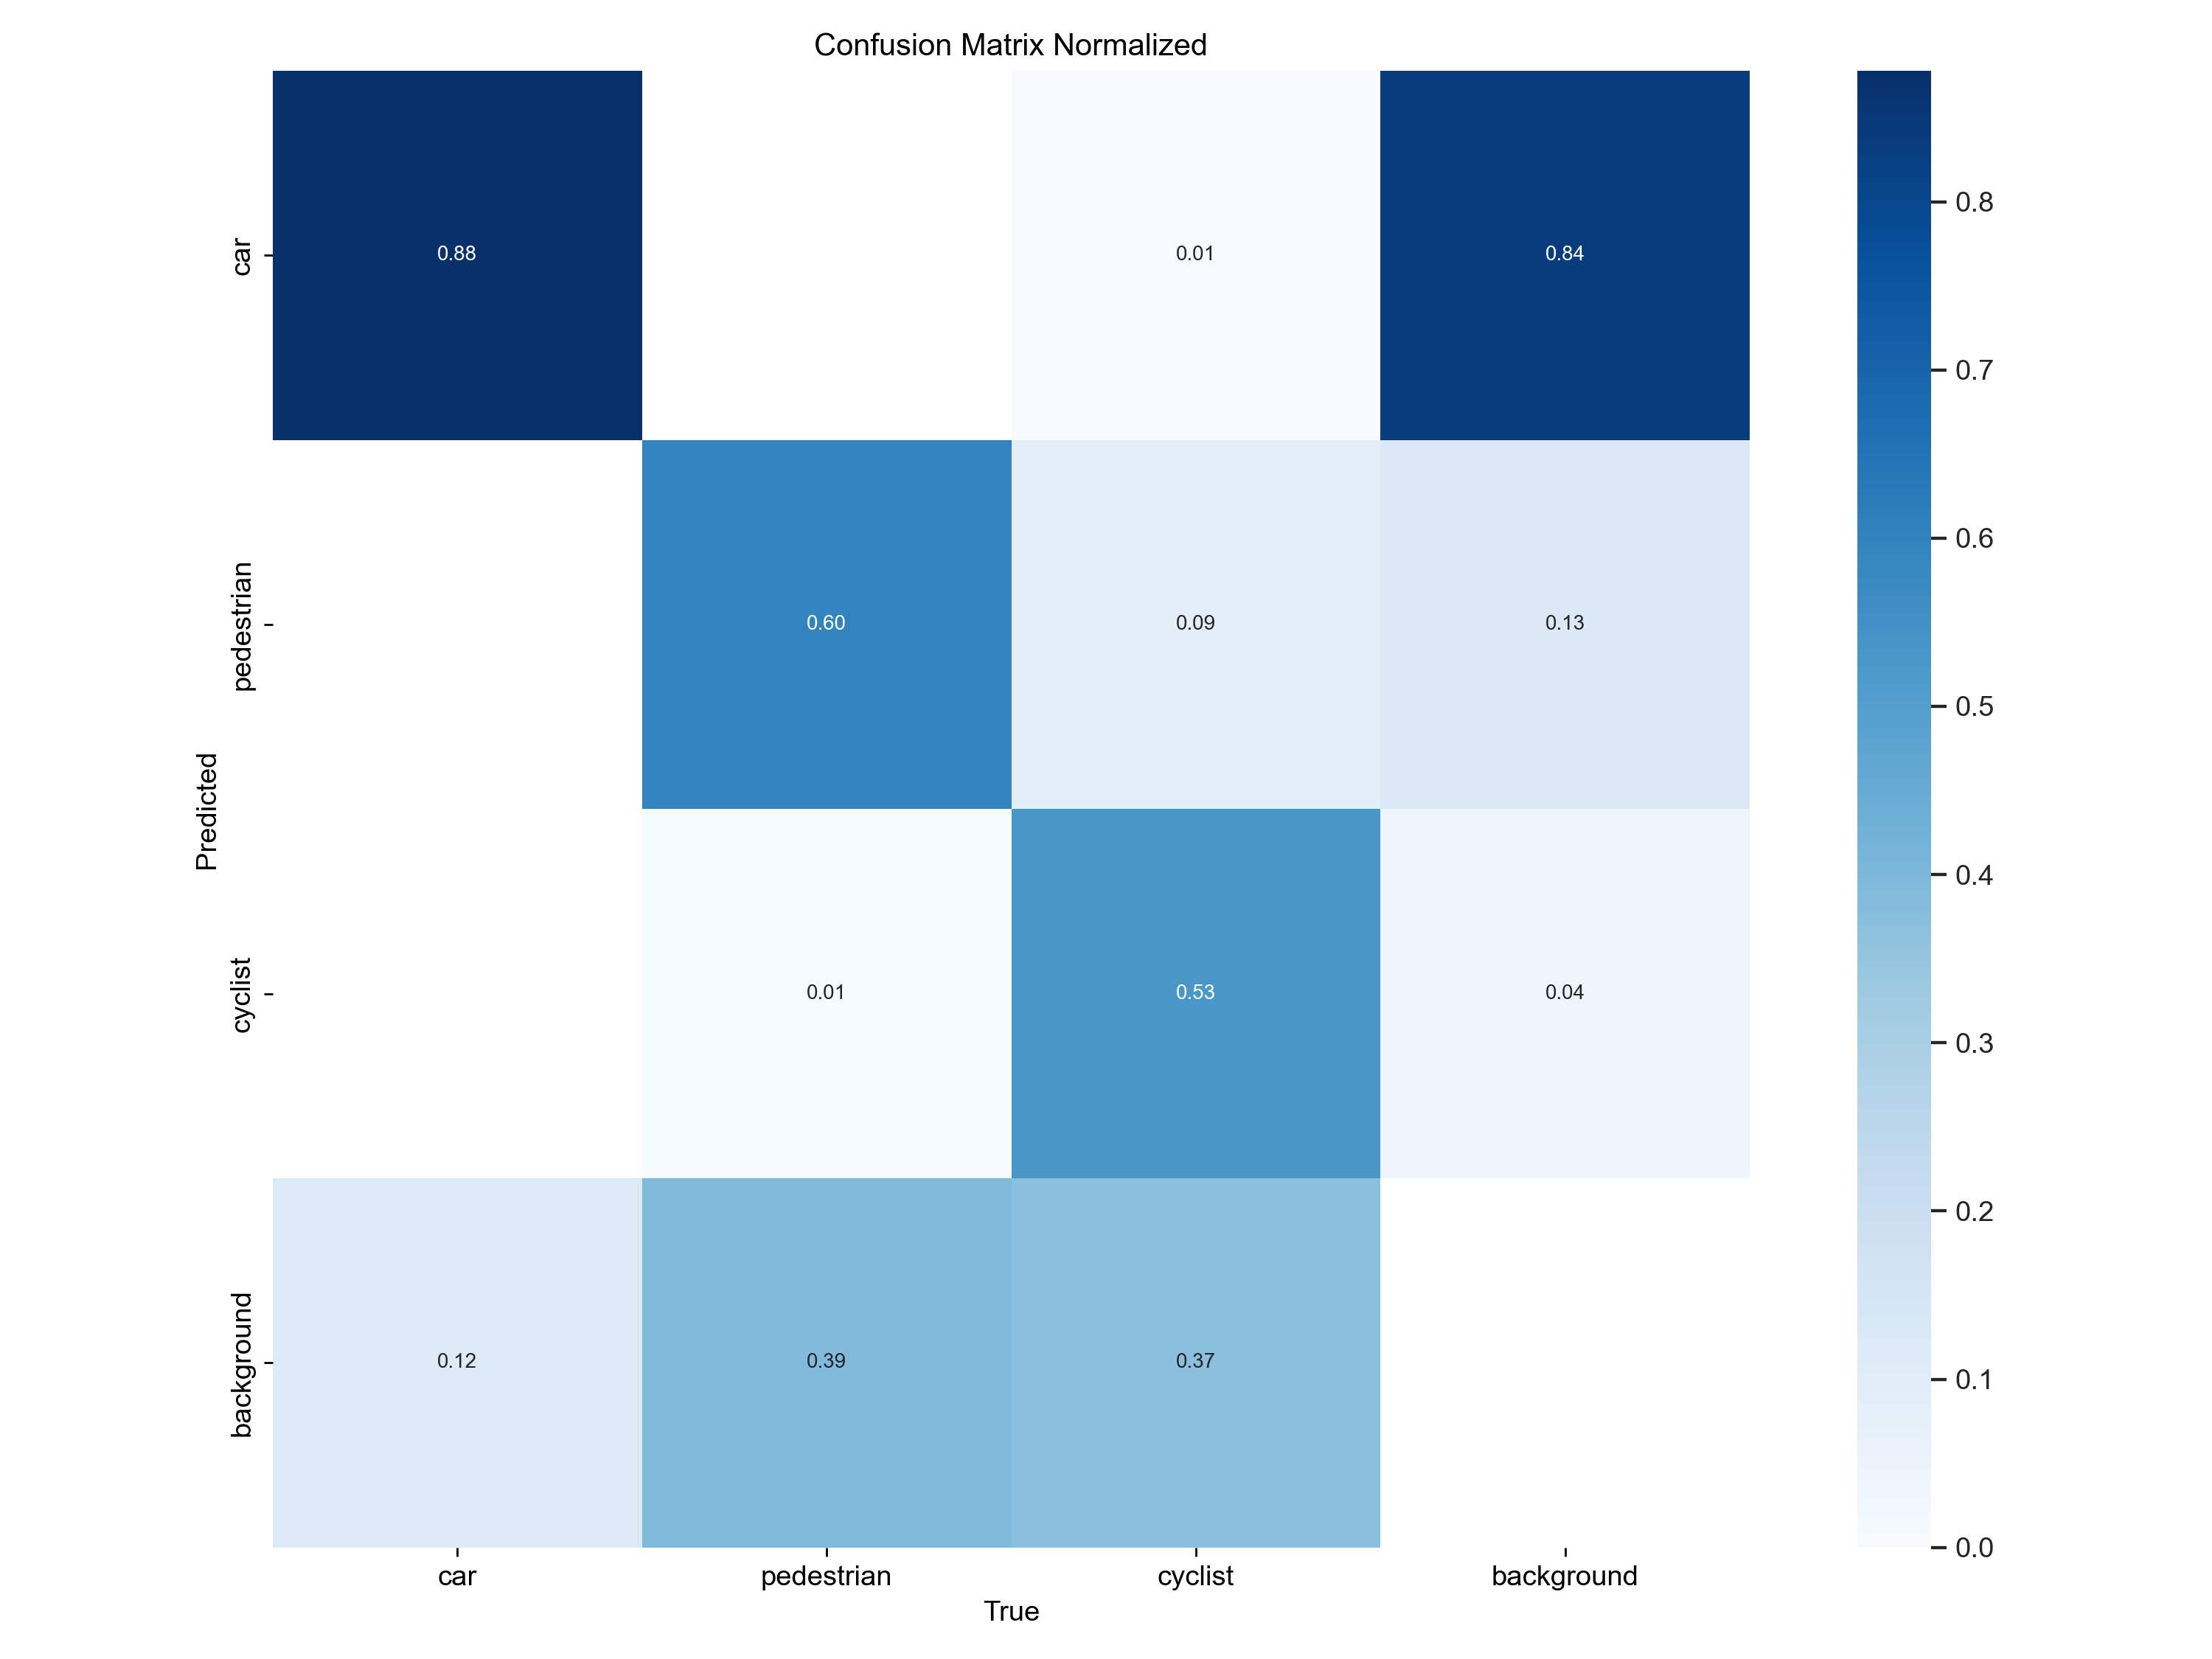 Confusion Matrix Normalized
car
0.88
0.01
0.84
pedestrian
0.60
0.09
0.13
cyclist
0.01
0.53
0.04
background
0.12
0.39
0.37
Predicted
car
pedestrian
cyclist
background
True
0.8
0.7
0.6
0.5
0.4
0.3
0.2
0.1
0.0